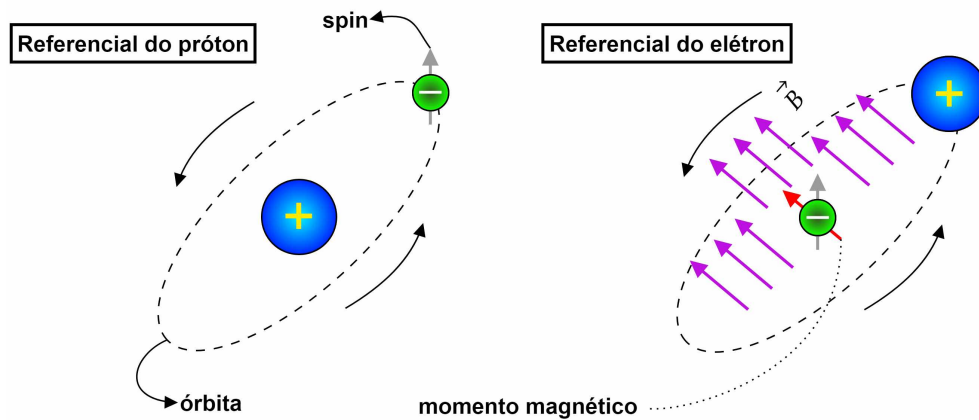 spin
Referencial do próton
Referencial do elétron
−
+
B
+
−
órbita
momento magnético